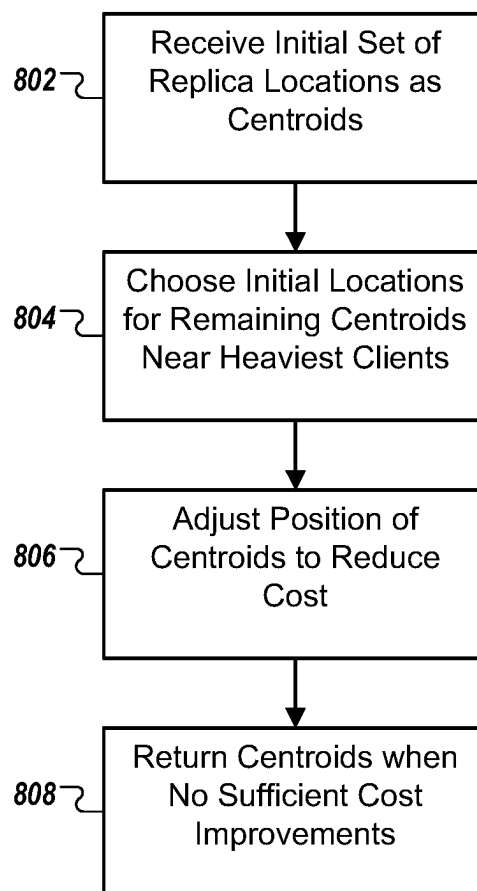 802
Receive Initial Set of
Replica Locations as
Centroids
804
Choose Initial Locations
for Remaining Centroids
Near Heaviest Clients
806
Adjust Position of
Centroids to Reduce
Cost
808
Return Centroids when
No Sufficient Cost
Improvements